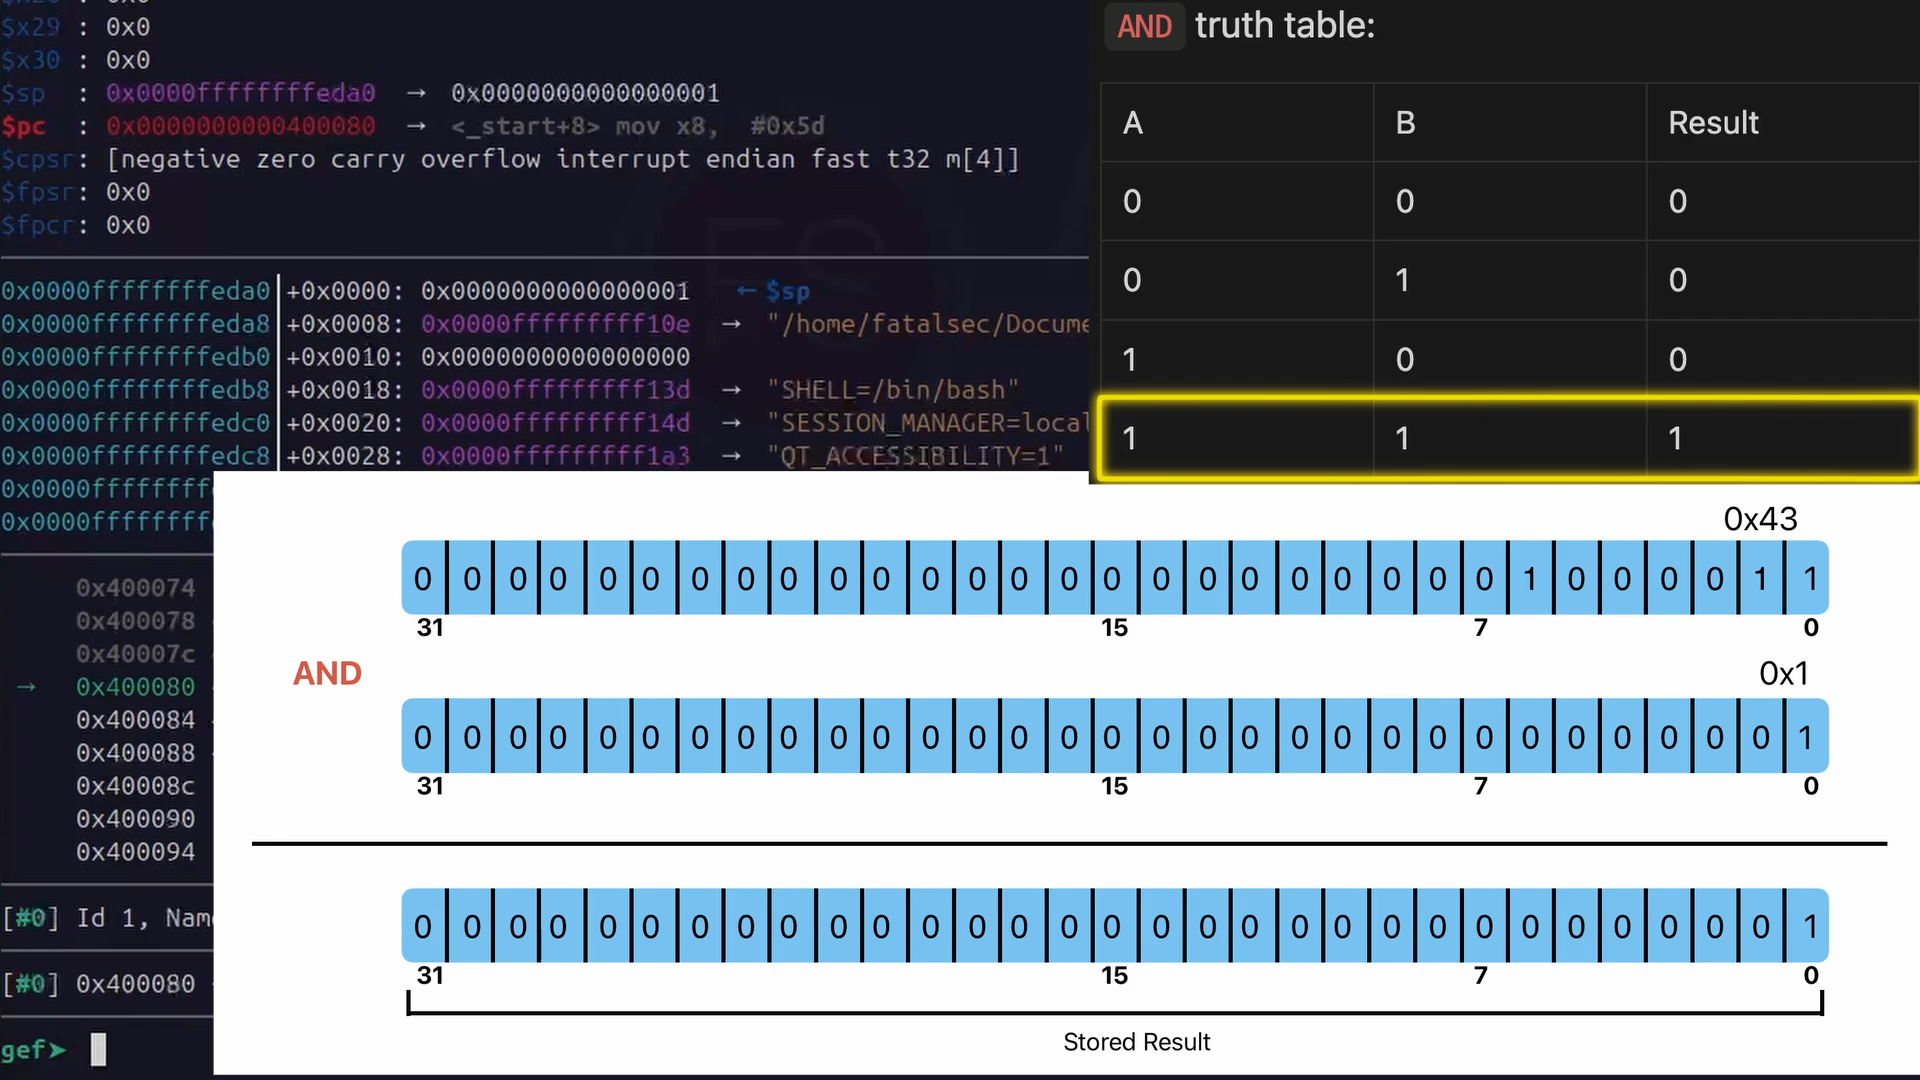 $x28 : 0x0
$x29 : 0x0
$x30 : 0x0
$sp : 0x0000ffffffffeda0 → 0x0000000000000001
$pc : 0x0000000000400080 → <_start+8> mov x8, #0x5d
$cpsr: [negative zero carry overflow interrupt endian fast t32 m[4]]
$fpsr: 0x0
$fpcr: 0x0
0x0000ffffffffeda0│+0x0000: 0x0000000000000001 ← $sp
0x0000ffffffffeda8│+0x0008: 0x0000fffffffff10e → "/home/fatalsec/Docume
0x0000ffffffffedb0│+0x0010: 0x0000000000000000
0x0000ffffffffedb8│+0x0018: 0x0000fffffffff13d → "SHELL=/bin/bash"
0x0000ffffffffedc0│+0x0020: 0x0000fffffffff14d → "SESSION_MANAGER=local
0x0000ffffffffedc8│+0x0028: 0x0000fffffffff1a3 → "QT_ACCESSIBILITY=1"
0x0000ffffffff
0x0000ffffffff
0x400074
0x400078
0x40007c
→ 0x400080
0x400084
0x400088
0x40008c
0x400090
0x400094
[#0] Id 1, Nam
[#0] 0x400080
gef➤
AND truth table:
A B Result
0 0 0
0 1 0
1 0 0
1 1 1
0x43
0 0 0 0 0 0 0 0 0 0 0 0 0 0 0 0 0 0 0 0 0 0 0 0 1 0 0 0 0 1 1
31 15 7 0
AND
0x1
0 0 0 0 0 0 0 0 0 0 0 0 0 0 0 0 0 0 0 0 0 0 0 0 0 0 0 0 0 0 1
31 15 7 0
0 0 0 0 0 0 0 0 0 0 0 0 0 0 0 0 0 0 0 0 0 0 0 0 0 0 0 0 0 0 1
31 15 7 0
Stored Result